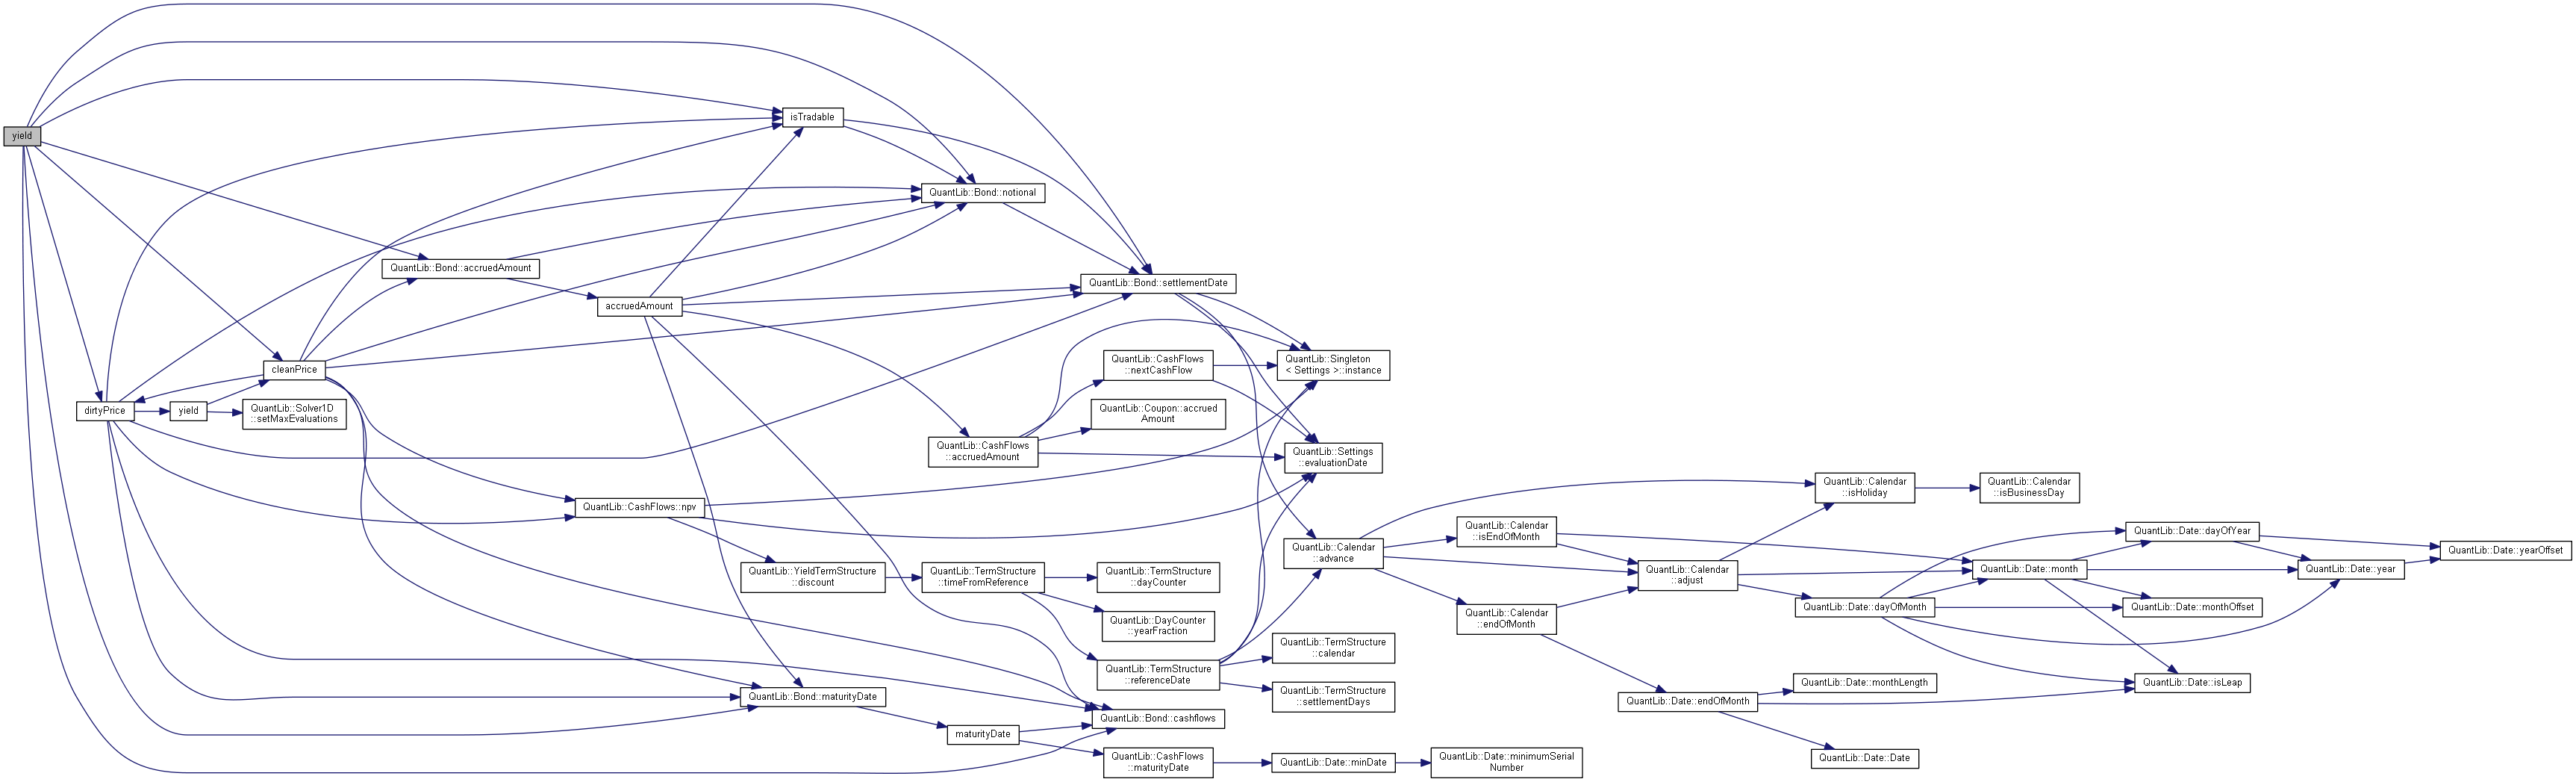 yield
isTradable
QuantLib::Bond::notional
QuantLib::Bond::accruedAmount
QuantLib::Bond::settlementDate
accruedAmount
cleanPrice
QuantLib::CashFlows
::nextCashFlow
QuantLib::Singleton
< Settings >::instance
dirtyPrice
yield
QuantLib::Solver1D
::setMaxEvaluations
QuantLib::Coupon::accrued
Amount
QuantLib::CashFlows
::accruedAmount
QuantLib::Settings
::evaluationDate
QuantLib::CashFlows::npv
QuantLib::Calendar
::isHoliday
QuantLib::Calendar
::isBusinessDay
QuantLib::Calendar
::advance
QuantLib::Calendar
::isEndOfMonth
QuantLib::Date::dayOfYear
QuantLib::Date::yearOffset
QuantLib::YieldTermStructure
::discount
QuantLib::TermStructure
::timeFromReference
QuantLib::TermStructure
::dayCounter
QuantLib::Calendar
::adjust
QuantLib::Date::month
QuantLib::Date::year
QuantLib::DayCounter
::yearFraction
QuantLib::Calendar
::endOfMonth
QuantLib::Date::dayOfMonth
QuantLib::Date::monthOffset
QuantLib::TermStructure
::calendar
QuantLib::TermStructure
::referenceDate
QuantLib::TermStructure
::settlementDays
QuantLib::Date::monthLength
QuantLib::Date::isLeap
QuantLib::Bond::maturityDate
QuantLib::Date::endOfMonth
QuantLib::Bond::cashflows
maturityDate
QuantLib::CashFlows
::maturityDate
QuantLib::Date::minDate
QuantLib::Date::minimumSerial
Number
QuantLib::Date::Date